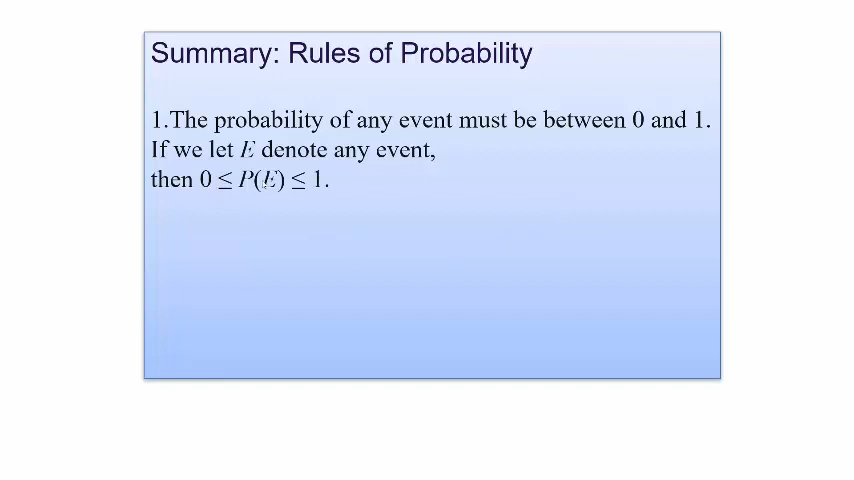 Summary: Rules of Probability
1.The probability of any event must be between 0 and 1.
If we let E denote any event,
then 0 ≤ P(E) ≤ 1.